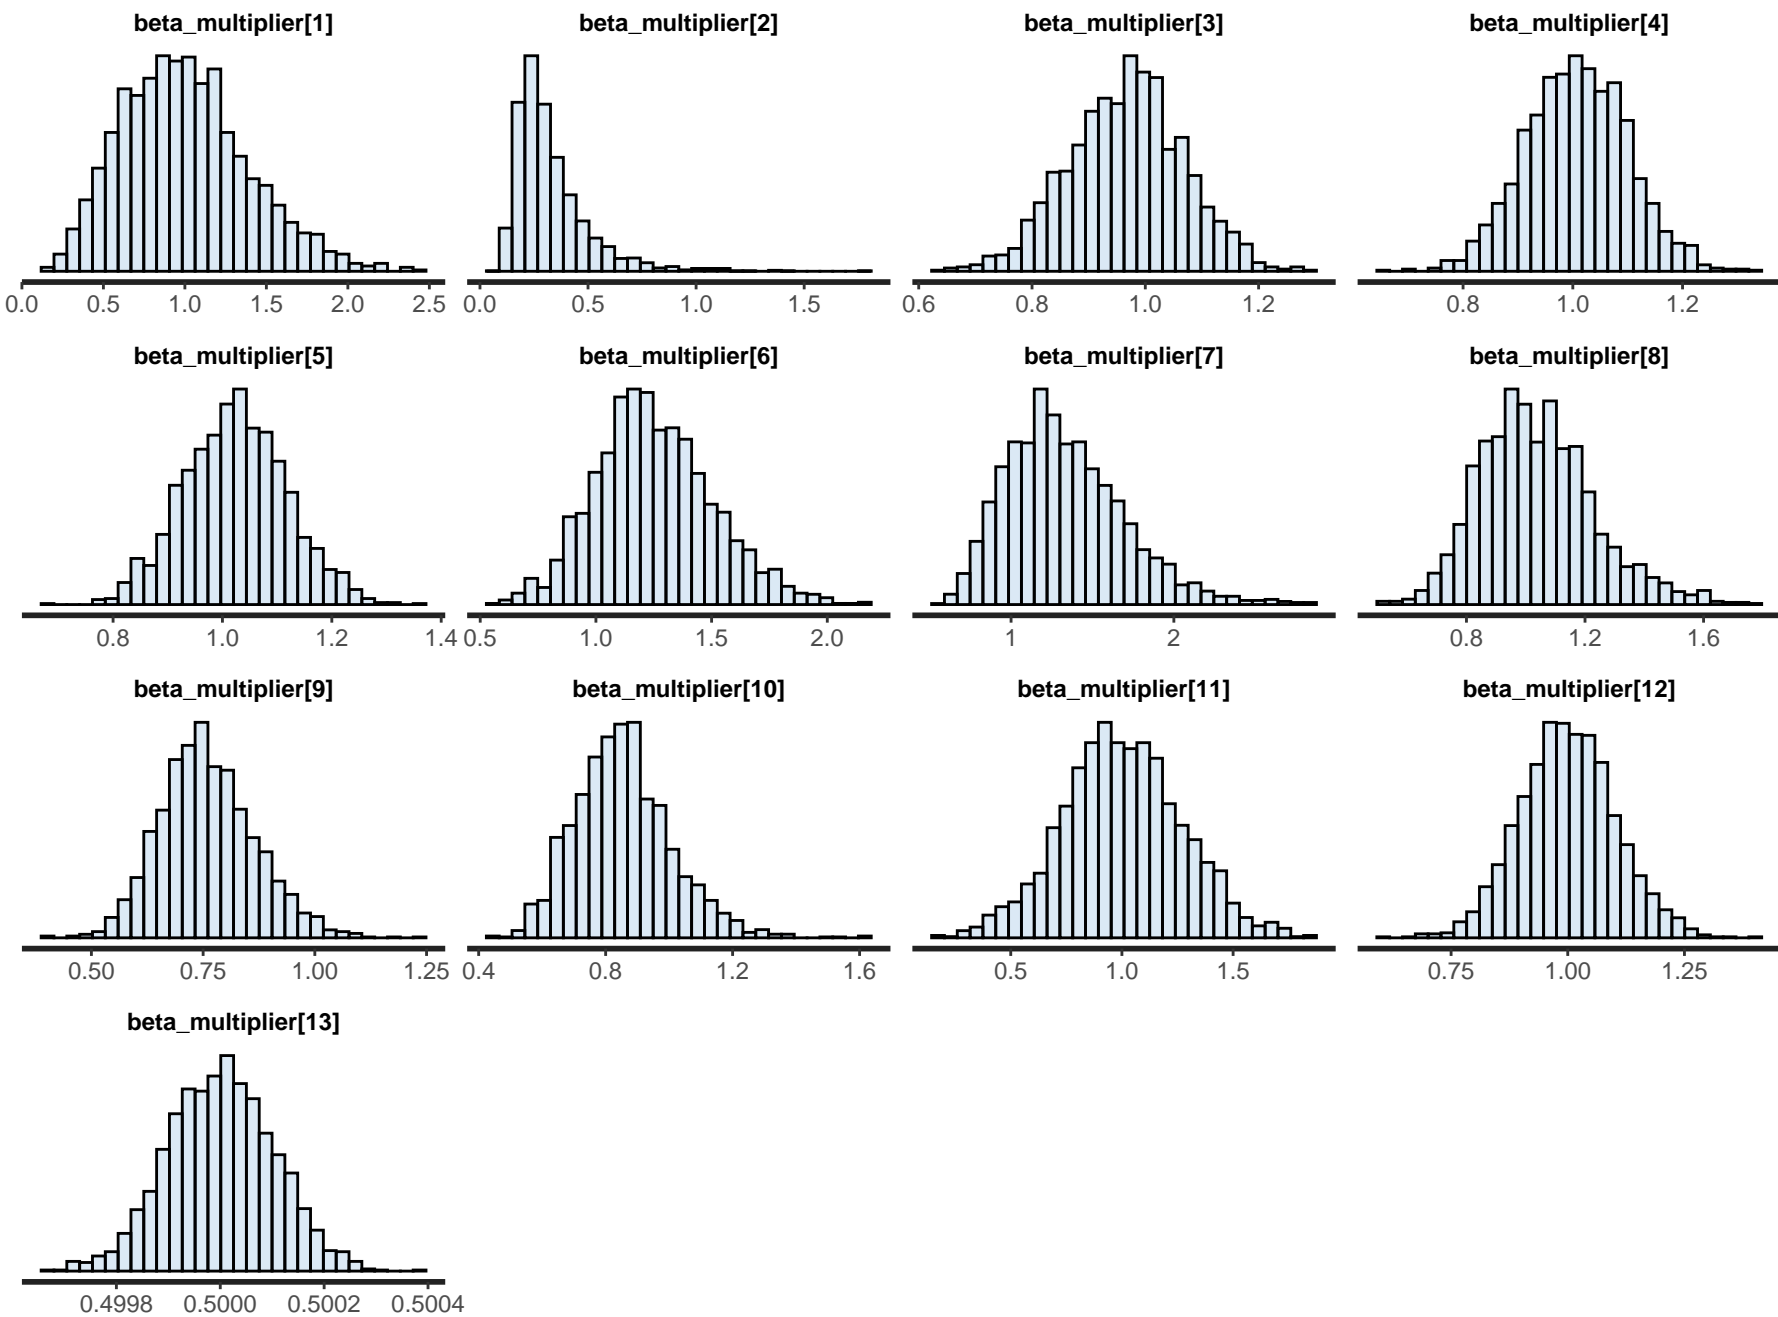 beta_multiplier[1] beta_multiplier[2] beta_multiplier[3] beta_multiplier[4]
0.0 0.5 1.0 1.5 2.0 2.5 0.0 0.5 1.0 1.5 0.6 0.8 1.0 1.2 0.8 1.0 1.2
beta_multiplier[5] beta_multiplier[6] beta_multiplier[7] beta_multiplier[8]
0.8 1.0 1.2 1.4 0.5 1.0 1.5 2.0 1 2 0.8 1.2 1.6
beta_multiplier[9] beta_multiplier[10] beta_multiplier[11] beta_multiplier[12]
0.50 0.75 1.00 1.25 0.4 0.8 1.2 1.6 0.5 1.0 1.5 0.75 1.00 1.25
beta_multiplier[13]
0.4998 0.5000 0.5002 0.5004